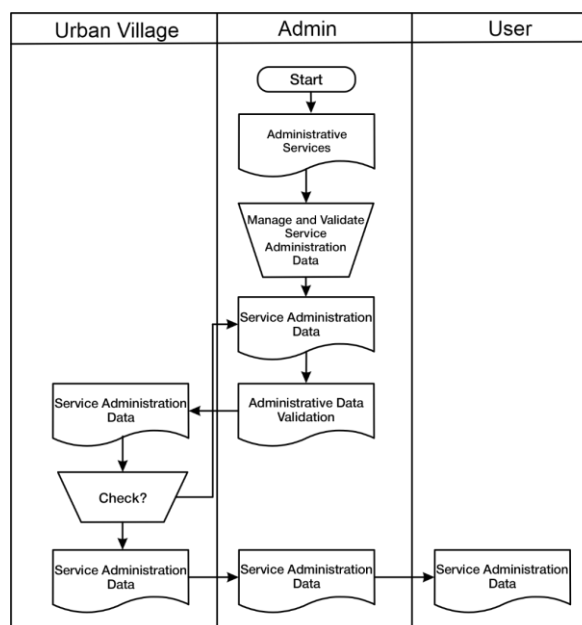 Urban Village
Admin
User
Start
Administrative
Services
Manage and Validate
Service
Administration
Data
Service Administration
Data
Service Administration
Data
Administrative Data
Validation
Check?
Service Administration
Data
Service Administration
Data
Service Administration
Data